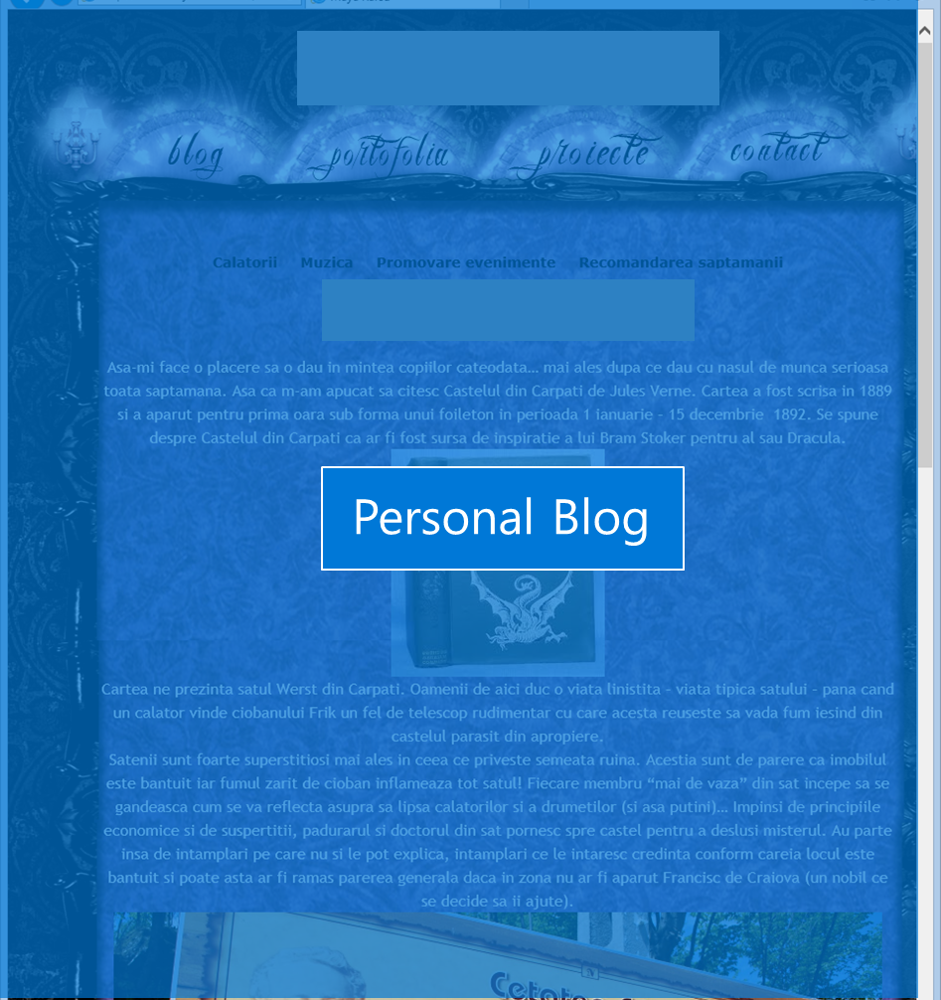 blog portofolia proiecte contact
Calatorii Muzica Promovare evenimente Recomandarea saptamanii
Asa-mi face o placere sa o dau in mintea copiilor cateodata… mai ales dupa ce dau cu nasul de munca serioasa
toata saptamana. Asa ca m-am apucat sa citesc Castelul din Carpati de Jules Verne. Cartea a fost scrisa in 1889
si a aparut pentru prima oara sub forma unui foileton in perioada 1 ianuarie – 15 decembrie 1892. Se spune
despre Castelul din Carpati ca ar fi fost sursa de inspiratie a lui Bram Stoker pentru al sau Dracula.
Personal Blog
Cartea ne prezinta satul Werst din Carpati. Oamenii de aici duc o viata linistita – viata tipica satului – pana cand
un calator vinde ciobanului Frik un fel de telescop rudimentar cu care acesta reuseste sa vada fum iesind din
castelul parasit din apropiere.
Satenii sunt foarte superstitiosi mai ales in ceea ce priveste semeata ruina. Acestia sunt de parere ca imobilul
este bantuit iar fumul zarit de cioban inflameaza tot satul! Fiecare membru “mai de vaza” din sat incepe sa se
gandeasca cum se va reflecta asupra sa lipsa calatorilor si a drumetilor (si asa putini)… Impinsi de principiile
economice si de suspertitii, padurarul si doctorul din sat pornesc spre castel pentru a deslusi misterul. Au parte
insa de intamplari pe care nu si le pot explica, intamplari ce le intaresc credinta conform careia locul este
bantuit si poate asta ar fi ramas parerea generala daca in zona nu ar fi aparut Francisc de Craiova (un nobil ce
se decide sa ii ajute).